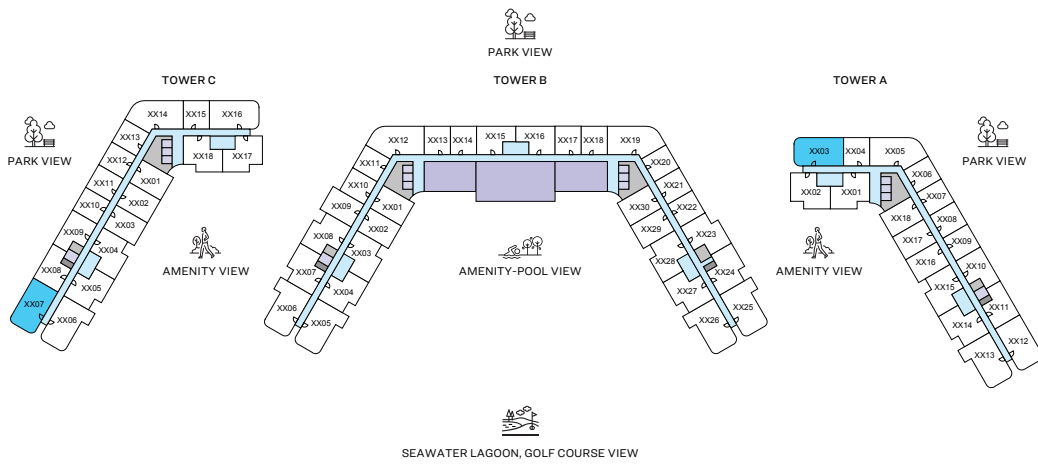 PARK VIEW
TOWER C
TOWER B
TOWER A
PARK VIEW
PARK VIEW
AMENITY VIEW
AMENITY-POOL VIEW
AMENITY VIEW
SEAWATER LAGOON, GOLF COURSE VIEW
XX14
XX15
XX16
XX13
XX12
XX18
XX17
XX01
XX11
XX02
XX10
XX03
XX09
XX04
XX08
XX05
XX07
XX06
XX12
XX13
XX14
XX15
XX16
XX17
XX18
XX19
XX11
XX20
XX10
XX01
XX21
XX09
XX02
XX30
XX22
XX08
XX03
XX29
XX23
XX07
XX04
XX28
XX24
XX06
XX05
XX27
XX25
XX26
XX03
XX04
XX05
XX02
XX01
XX06
XX07
XX18
XX08
XX17
XX09
XX16
XX10
XX15
XX11
XX14
XX12
XX13